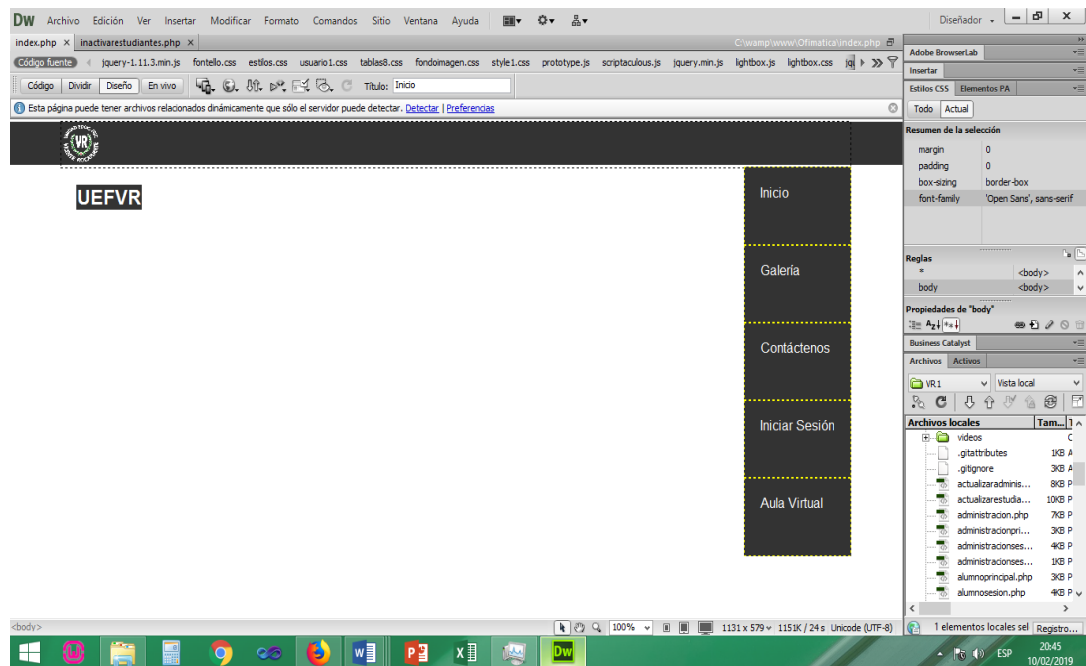 DW Archivo Edición Ver Insertar Modificar Formato Comandos Sitio Ventana Ayuda Diseñador
index.php × inactivarestudiantes.php × C:\wamp\www\Ofimatica\index.php
Código fuente jquery-1.11.3.min.js fontello.css estilos.css usuario1.css tablas8.css fondoimagen.css style1.css prototype.js scriptaculous.js jquery.min.js lightbox.js lightbox.css jq
Código Dividir Diseño En vivo Título: Inicio
Esta página puede tener archivos relacionados dinámicamente que sólo el servidor puede detectar. Detectar | Preferencias
VR
UEFVR
Inicio
Galería
Contáctenos
Iniciar Sesión
Aula Virtual
<body> 100% 1131 x 579 1151K / 24 s Unicode (UTF-8)
Adobe BrowserLab
Insertar
Estilos CSS Elementos PA
Todo Actual
Resumen de la selección
margin 0
padding 0
box-sizing border-box
font-family 'Open Sans', sans-serif
Reglas
* <body>
body <body>
Propiedades de "body"
Business Catalyst
Archivos Activos
VR1 Vista local
Archivos locales Tam... T
videos C
.gitattributes 1KB A
.gitignore 3KB A
actualizaradminis... 8KB P
actualizarestudia... 10KB P
administracion.php 7KB P
administracionpri... 3KB P
administracionses... 4KB P
administracionses... 1KB P
alumnoprincipal.php 3KB P
alumnosesion.php 4KB P
1 elementos locales sel Registro...
ESP 20:45
10/02/2019